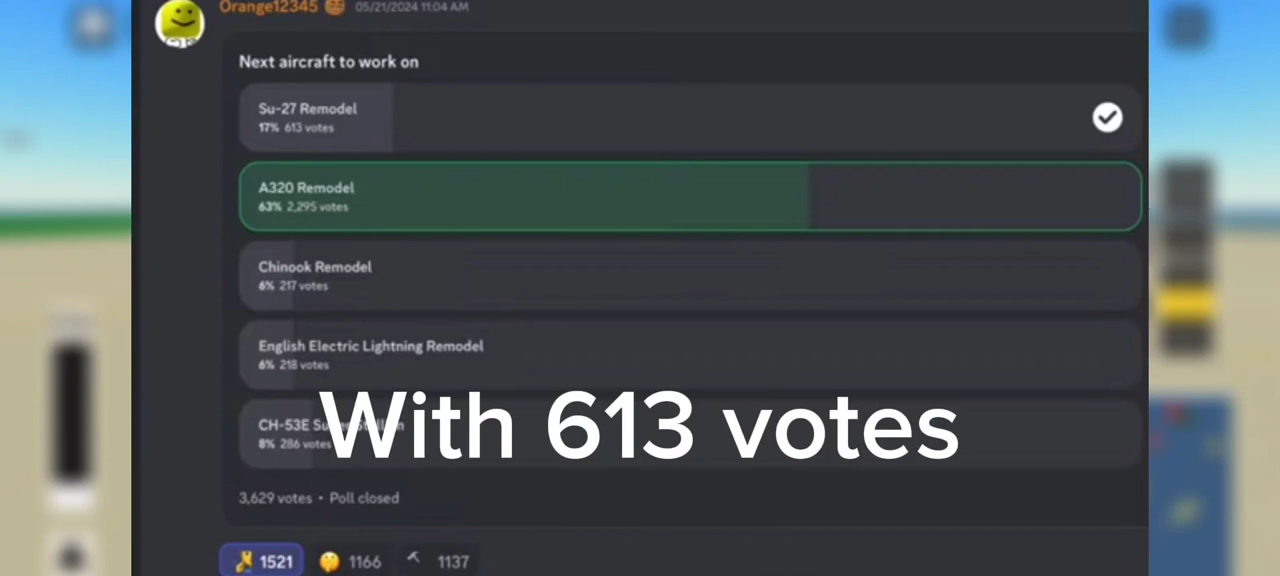 Orange12345 05/21/2024 11:04 AM
Next aircraft to work on
Su-27 Remodel
17% 613 votes
A320 Remodel
63% 2,295 votes
Chinook Remodel
6% 217 votes
English Electric Lightning Remodel
6% 218 votes
CH-53E
8% 286 votes
With 613 votes
3,629 votes • Poll closed
1521 1166 1137